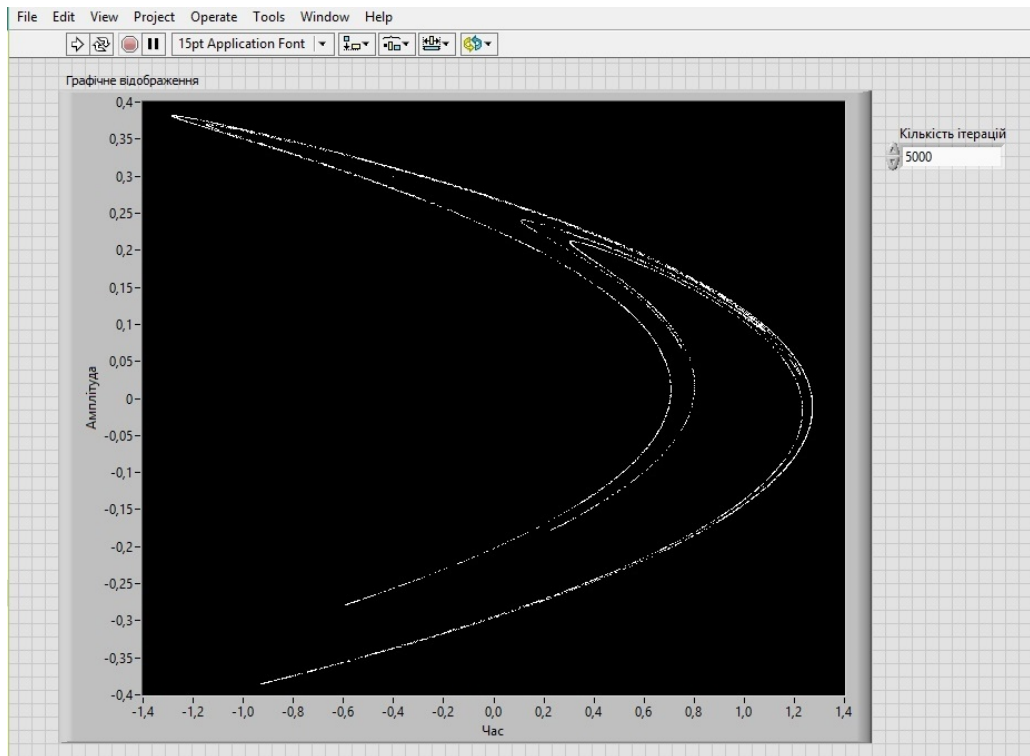 File Edit View Project Operate Tools Window Help
15pt Application Font
Графічне відображення
Кількість ітерацій
5000
0,4
0,35
0,3
0,25
0,2
0,15
0,1
0,05
0
-0,05
-0,1
-0,15
-0,2
-0,25
-0,3
-0,35
-0,4
Амплітуда
-1,4 -1,2 -1,0 -0,8 -0,6 -0,4 -0,2 0,0 0,2 0,4 0,6 0,8 1,0 1,2 1,4
Час